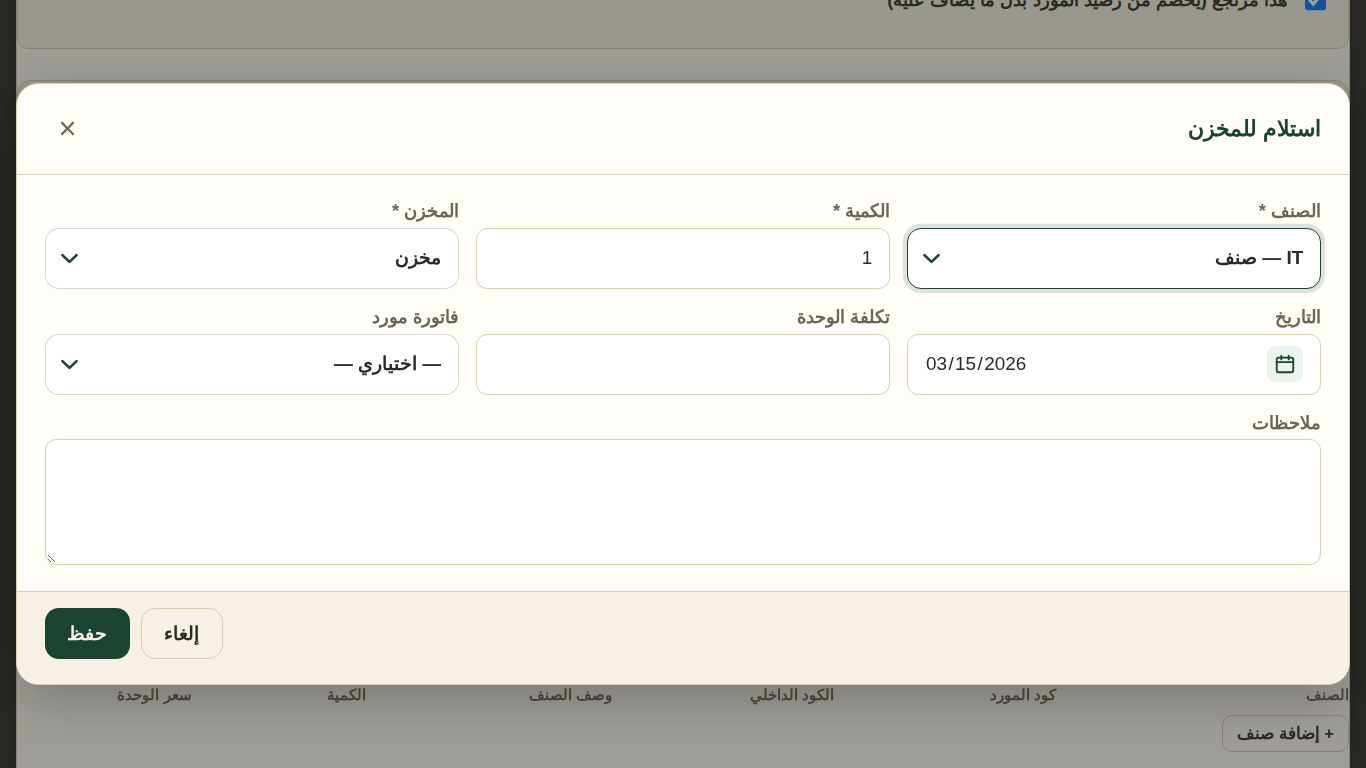 هذا مرتجع (يخصم من رصيد المورد بدل ما يضاف عليه)
استلام للمخزن
×
الصنف *
الكمية *
المخزن *
IT — صنف
1
مخزن
التاريخ
تكلفة الوحدة
فاتورة مورد
03/15/2026
— اختياري —
ملاحظات
إلغاء
حفظ
الصنف
كود المورد
الكود الداخلي
وصف الصنف
الكمية
سعر الوحدة
+ إضافة صنف